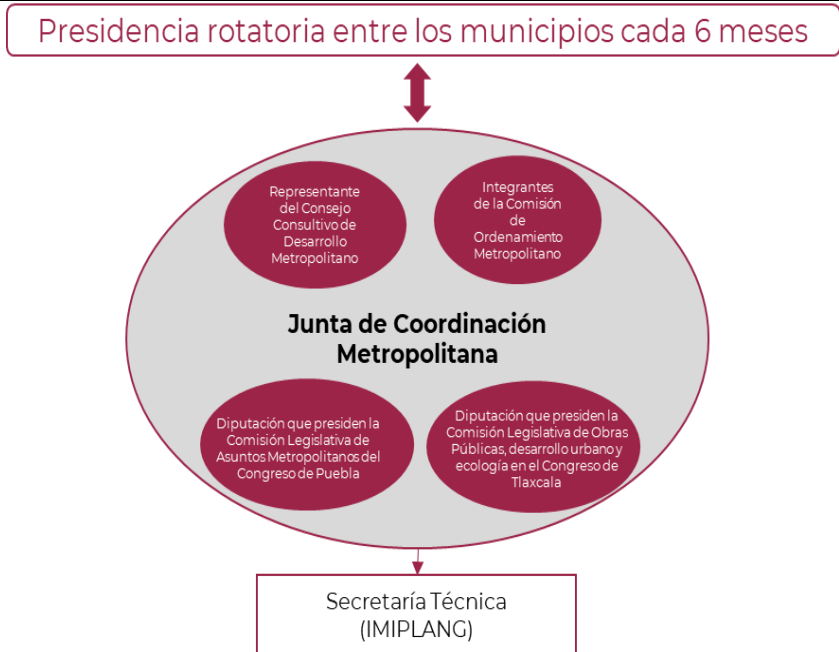 Presidencia rotatoria entre los municipios cada 6 meses
Representante
del Consejo
Consultivo de
Desarrollo
Metropolitano
Integrantes
de la Comisión
de
Ordenamiento
Metropolitano
Junta de Coordinación
Metropolitana
Diputación que presiden la
Comisión Legislativa de
Asuntos Metropolitanos del
Congreso de Puebla
Diputación que presiden la
Comisión Legislativa de Obras
Públicas, desarrollo urbano y
ecología en el Congreso de
Tlaxcala
Secretaría Técnica
(IMIPLANG)